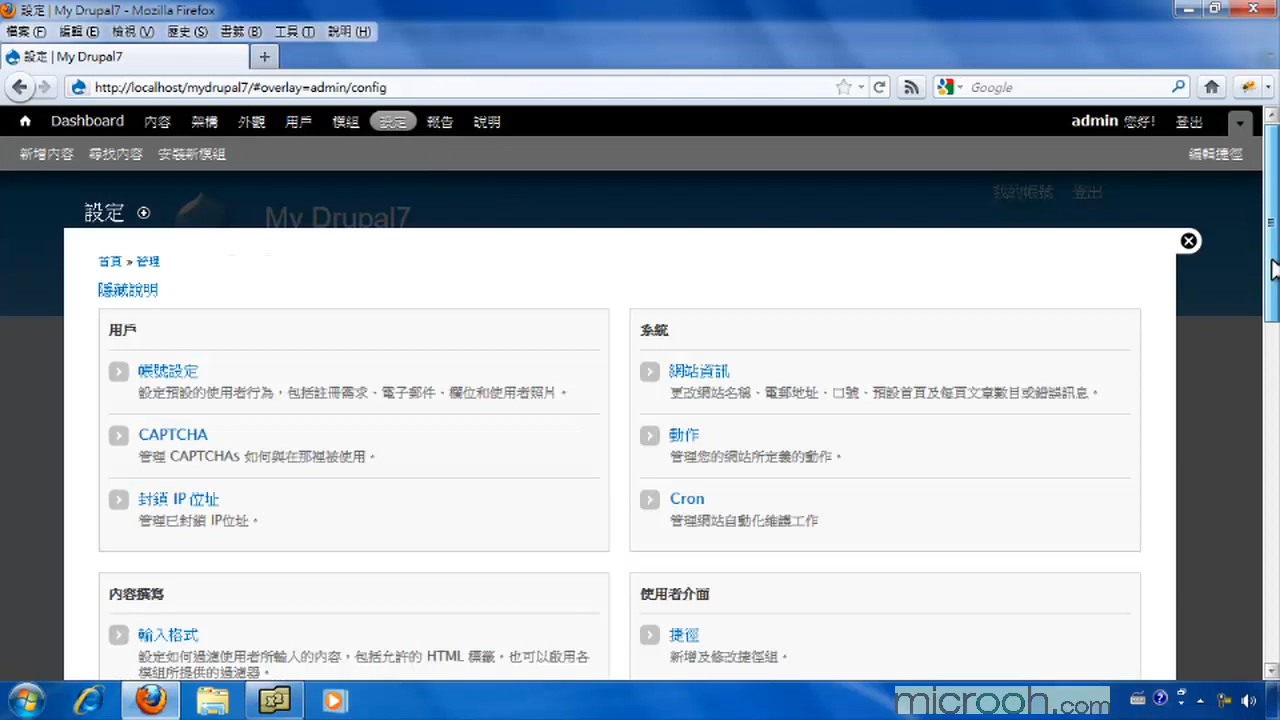 設定 | My Drupal7 - Mozilla Firefox
檔案(F) 編輯(E) 檢視(V) 歷史(S) 書籤(B) 工具(T) 說明(H)
設定 | My Drupal7
http://localhost/mydrupal7/#overlay=admin/config
Google
Dashboard 內容 架構 外觀 用戶 模組 設定 報告 說明 admin 您好! 登出
新增內容 尋找內容 安裝新模組 編輯捷徑
我的帳號 登出
設定
My Drupal7
首頁 » 管理
隱藏說明
用戶
帳號設定
設定預設的使用者行為，包括註冊需求、電子郵件、欄位和使用者照片。
CAPTCHA
管理 CAPTCHAs 如何與在那裡被使用。
封鎖 IP 位址
管理已封鎖 IP位址。
系統
網站資訊
更改網站名稱、電郵地址、口號、預設首頁及每頁文章數目或錯誤訊息。
動作
管理您的網站所定義的動作。
Cron
管理網站自動化維護工作
內容撰寫
輸入格式
設定如何過濾使用者所輸入的內容，包括允許的 HTML 標籤。也可以啟用各
模組所提供的過濾器。
使用者介面
捷徑
新增及修改捷徑組。
microoh.com